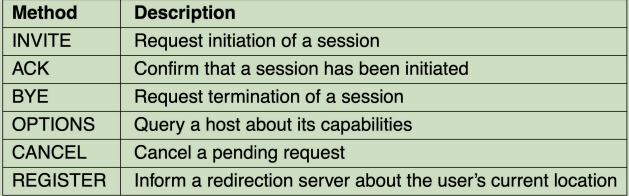 Method Description
INVITE Request initiation of a session
ACK Confirm that a session has been initiated
BYE Request termination of a session
OPTIONS Query a host about its capabilities
CANCEL Cancel a pending request
REGISTER Inform a redirection server about the user's current location